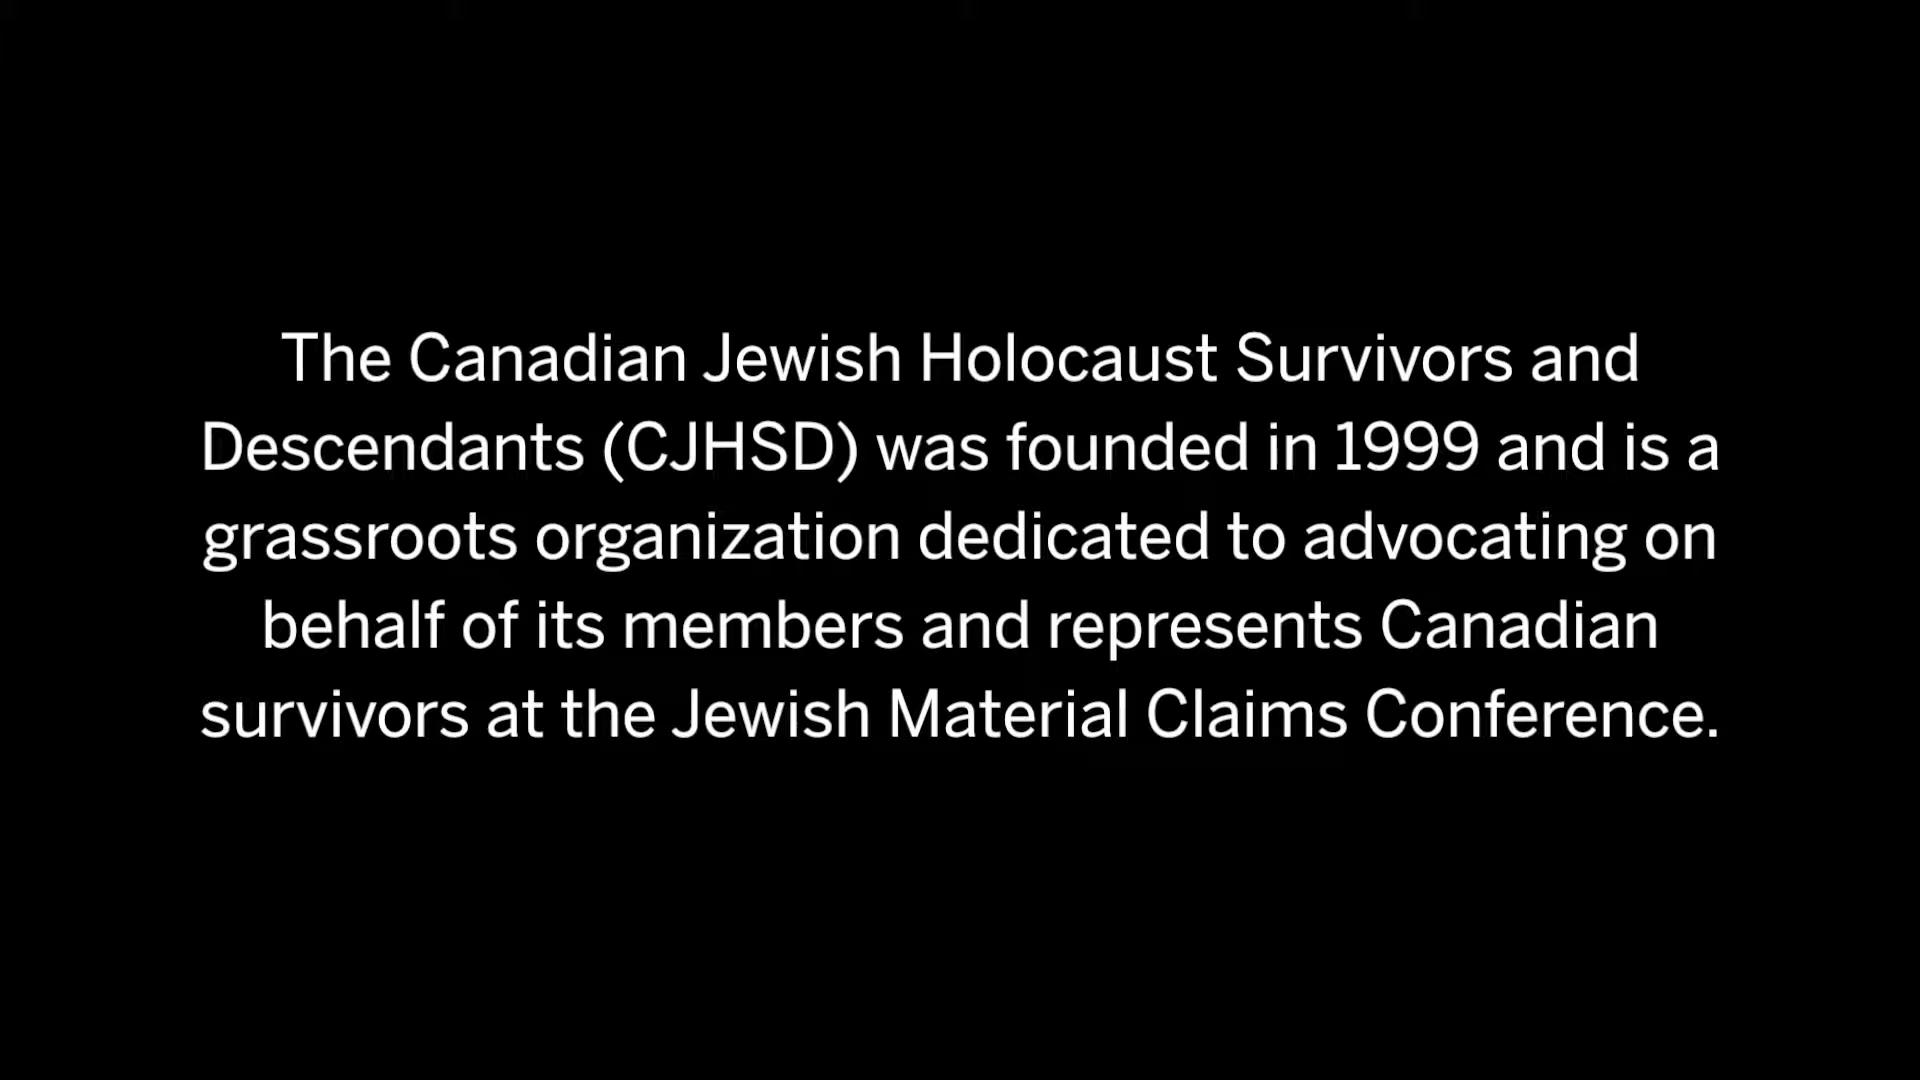 The Canadian Jewish Holocaust Survivors and
Descendants (CJHSD) was founded in 1999 and is a
grassroots organization dedicated to advocating on
behalf of its members and represents Canadian
survivors at the Jewish Material Claims Conference.